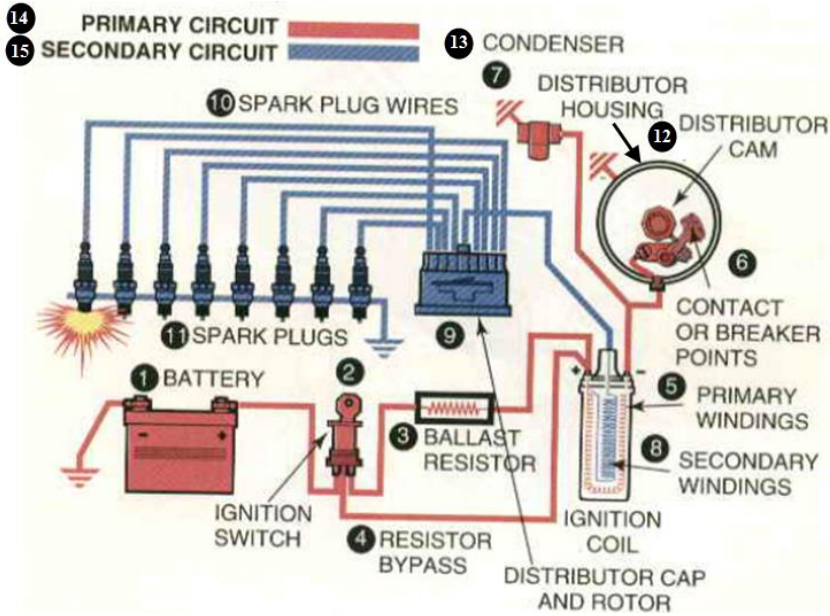 14 PRIMARY CIRCUIT
15 SECONDARY CIRCUIT
13 CONDENSER
7
DISTRIBUTOR
HOUSING
10 SPARK PLUG WIRES
12 DISTRIBUTOR
CAM
6
CONTACT
OR BREAKER
POINTS
11 SPARK PLUGS
9
1 BATTERY
2
+ -
5 PRIMARY
WINDINGS
- +
3 BALLAST
RESISTOR
8 SECONDARY
WINDINGS
IGNITION
SWITCH
4 RESISTOR
BYPASS
IGNITION
COIL
DISTRIBUTOR CAP
AND ROTOR